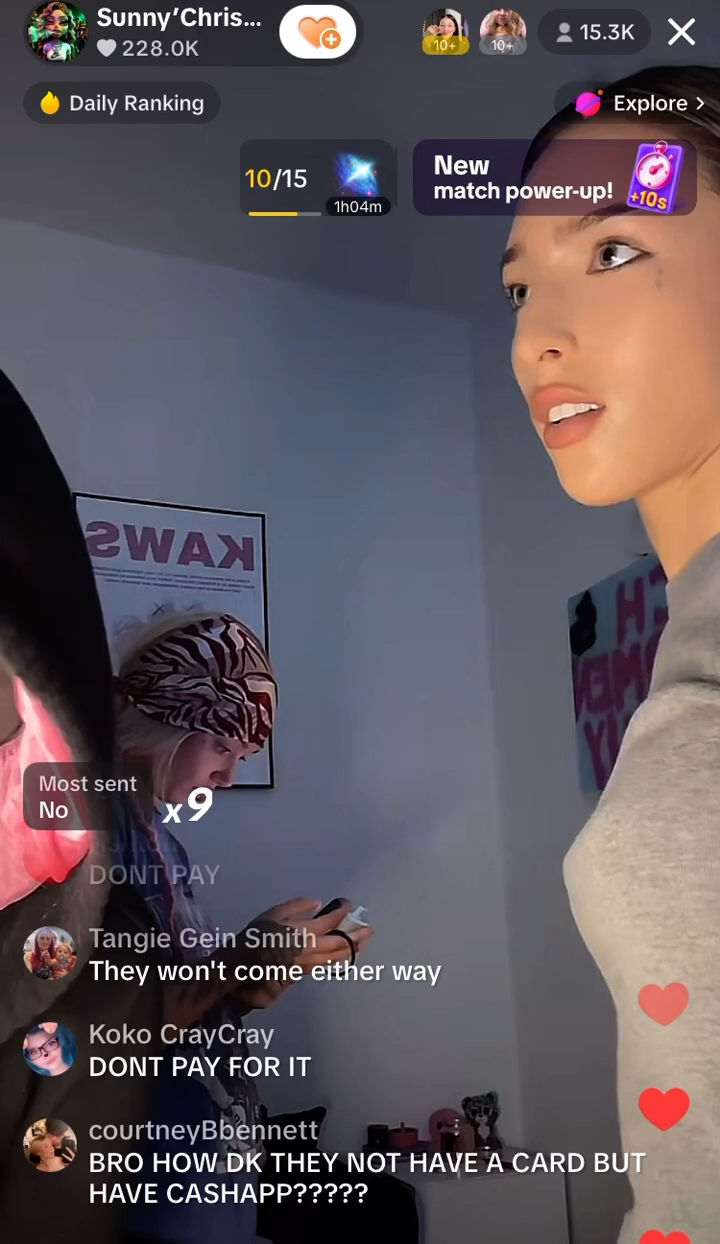 Sunny’Chris...
228.0K
10+
10+
15.3K
Daily Ranking
Explore
10/15
1h04m
New
match power-up!
+10s
KAWS
Most sent
No
x9
DONT PAY
Tangie Gein Smith
They won't come either way
Koko CrayCray
DONT PAY FOR IT
courtneyBbennett
BRO HOW DK THEY NOT HAVE A CARD BUT
HAVE CASHAPP?????